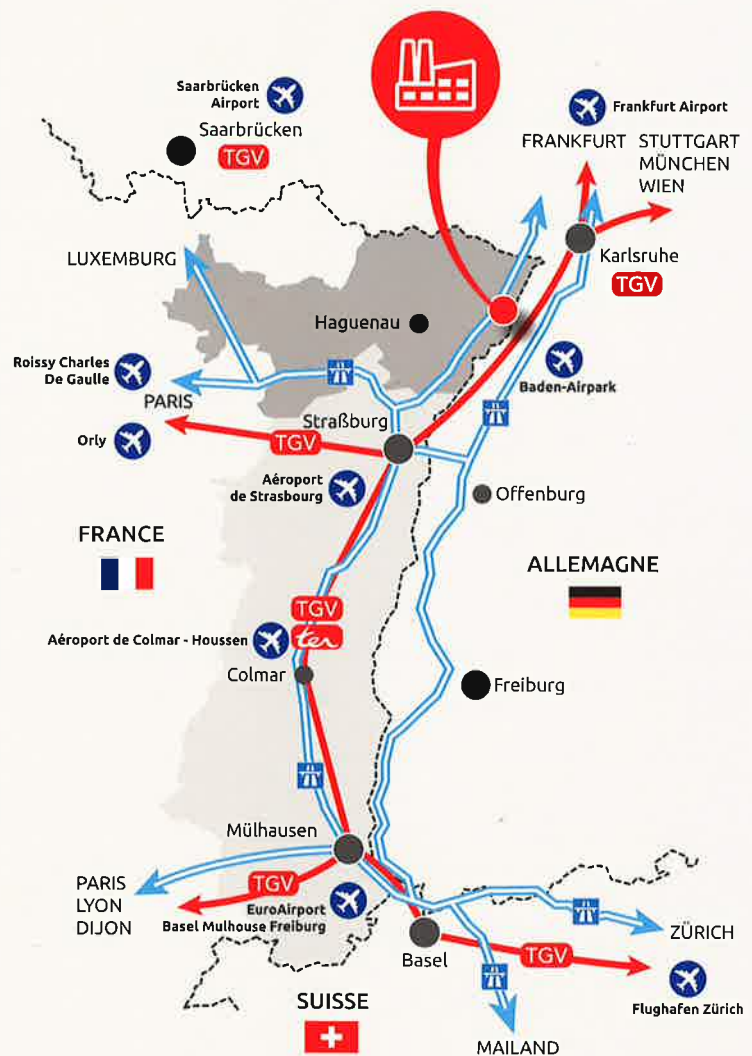 Saarbrücken
Airport
Saarbrücken
TGV
Frankfurt Airport
FRANKFURT
STUTTGART
MÜNCHEN
WIEN
Karlsruhe
TGV
LUXEMBURG
Haguenau
Roissy Charles
De Gaulle
PARIS
Baden-Airpark
Straßburg
Orly
TGV
Aéroport
de Strasbourg
Offenburg
FRANCE
ALLEMAGNE
TGV
ter
Aéroport de Colmar - Houssen
Colmar
Freiburg
Mülhausen
PARIS
LYON
DIJON
TGV
EuroAirport
Basel Mulhouse Freiburg
Basel
ZÜRICH
TGV
Flughafen Zürich
SUISSE
MAILAND